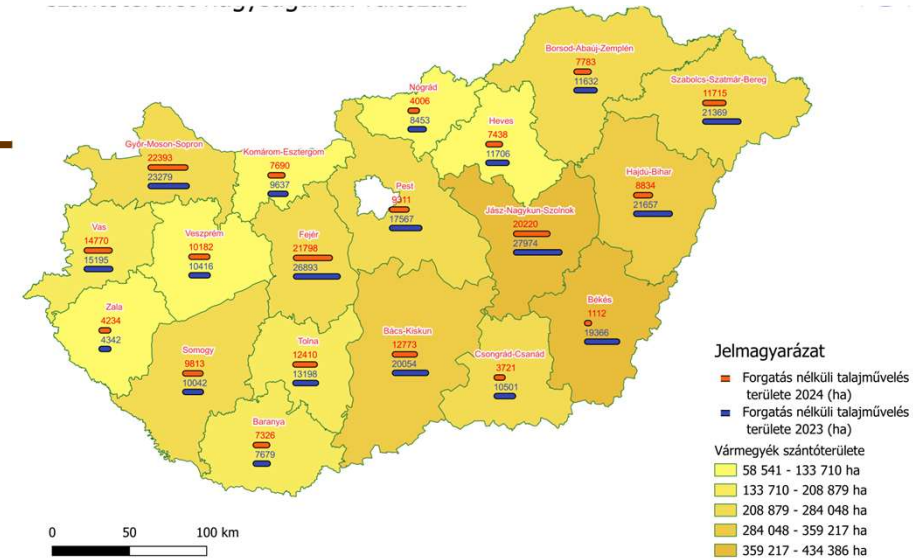 Borsod-Abaúj-Zemplén
7783
11632
Szabolcs-Szatmár-Bereg
11715
21369
Nógrád
4006
8453
Heves
7438
11706
Győr-Moson-Sopron
22393
23279
Komárom-Esztergom
7690
9637
Hajdú-Bihar
8834
21657
Pest
9311
17567
Jász-Nagykun-Szolnok
20220
27974
Vas
14770
15195
Veszprém
10182
10416
Fejér
21798
26893
Zala
4234
4342
Békés
1112
19366
Somogy
9813
10042
Tolna
12410
13198
Bács-Kiskun
12773
20054
Csongrád-Csanád
3721
10501
Baranya
7326
7679
Jelmagyarázat
Forgatás nélküli talajművelés
területe 2024 (ha)
Forgatás nélküli talajművelés
területe 2023 (ha)
Vármegyék szántóterülete
58 541 - 133 710 ha
133 710 - 208 879 ha
208 879 - 284 048 ha
284 048 - 359 217 ha
359 217 - 434 386 ha
0 50 100 km